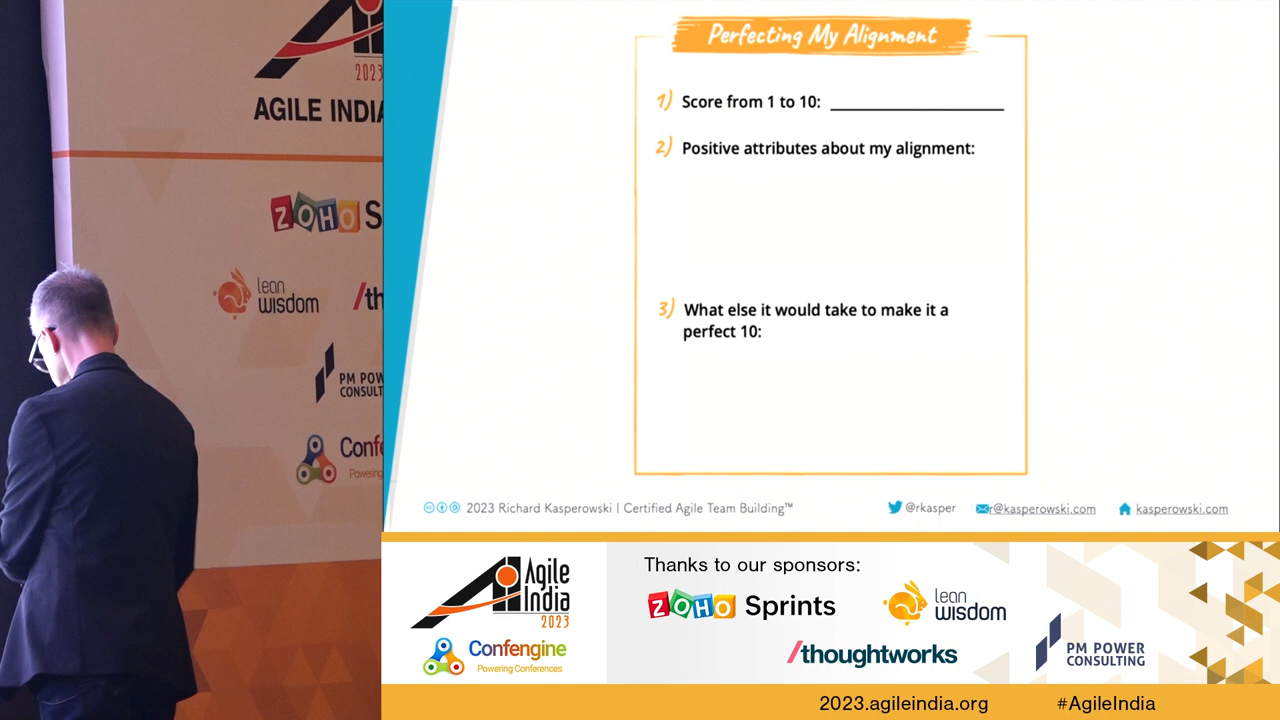 2023
AGILE INDIA
ZOHO S
lean
wisdom
/th
PM POW
CONSULT
Confe
Powering
Perfecting My Alignment
1) Score from 1 to 10:
2) Positive attributes about my alignment:
3) What else it would take to make it a
perfect 10:
2023 Richard Kasperowski | Certified Agile Team Building™
@rkasper
r@kasperowski.com
kasperowski.com
Agile
India
2023
Confengine
Powering Conferences
Thanks to our sponsors:
ZOHO Sprints
lean
wisdom
/thoughtworks
PM POWER
CONSULTING
2023.agileindia.org
#AgileIndia